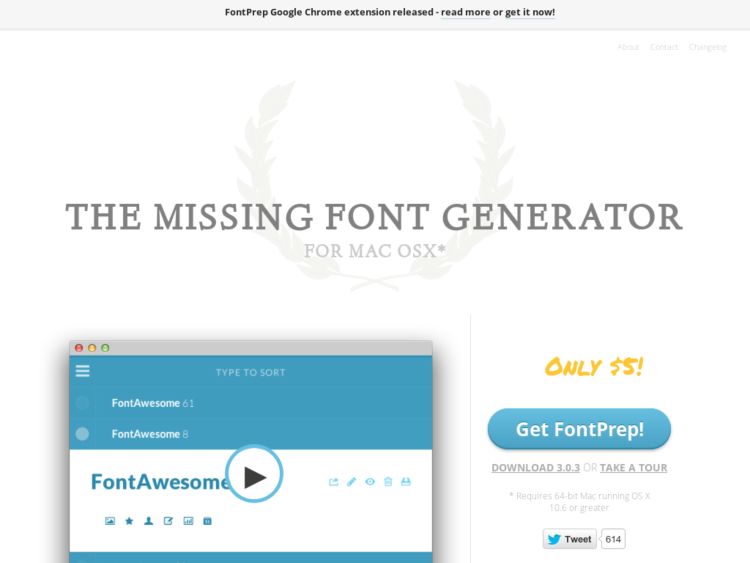 FontPrep Google Chrome extension released - read more or get it now!
About Contact Changelog
THE MISSING FONT GENERATOR
FOR MAC OSX*
TYPE TO SORT
FontAwesome 61
FontAwesome 8
FontAwesome
Only $5!
Get FontPrep!
DOWNLOAD 3.0.3 OR TAKE A TOUR
* Requires 64-bit Mac running OS X
10.6 or greater
Tweet 614